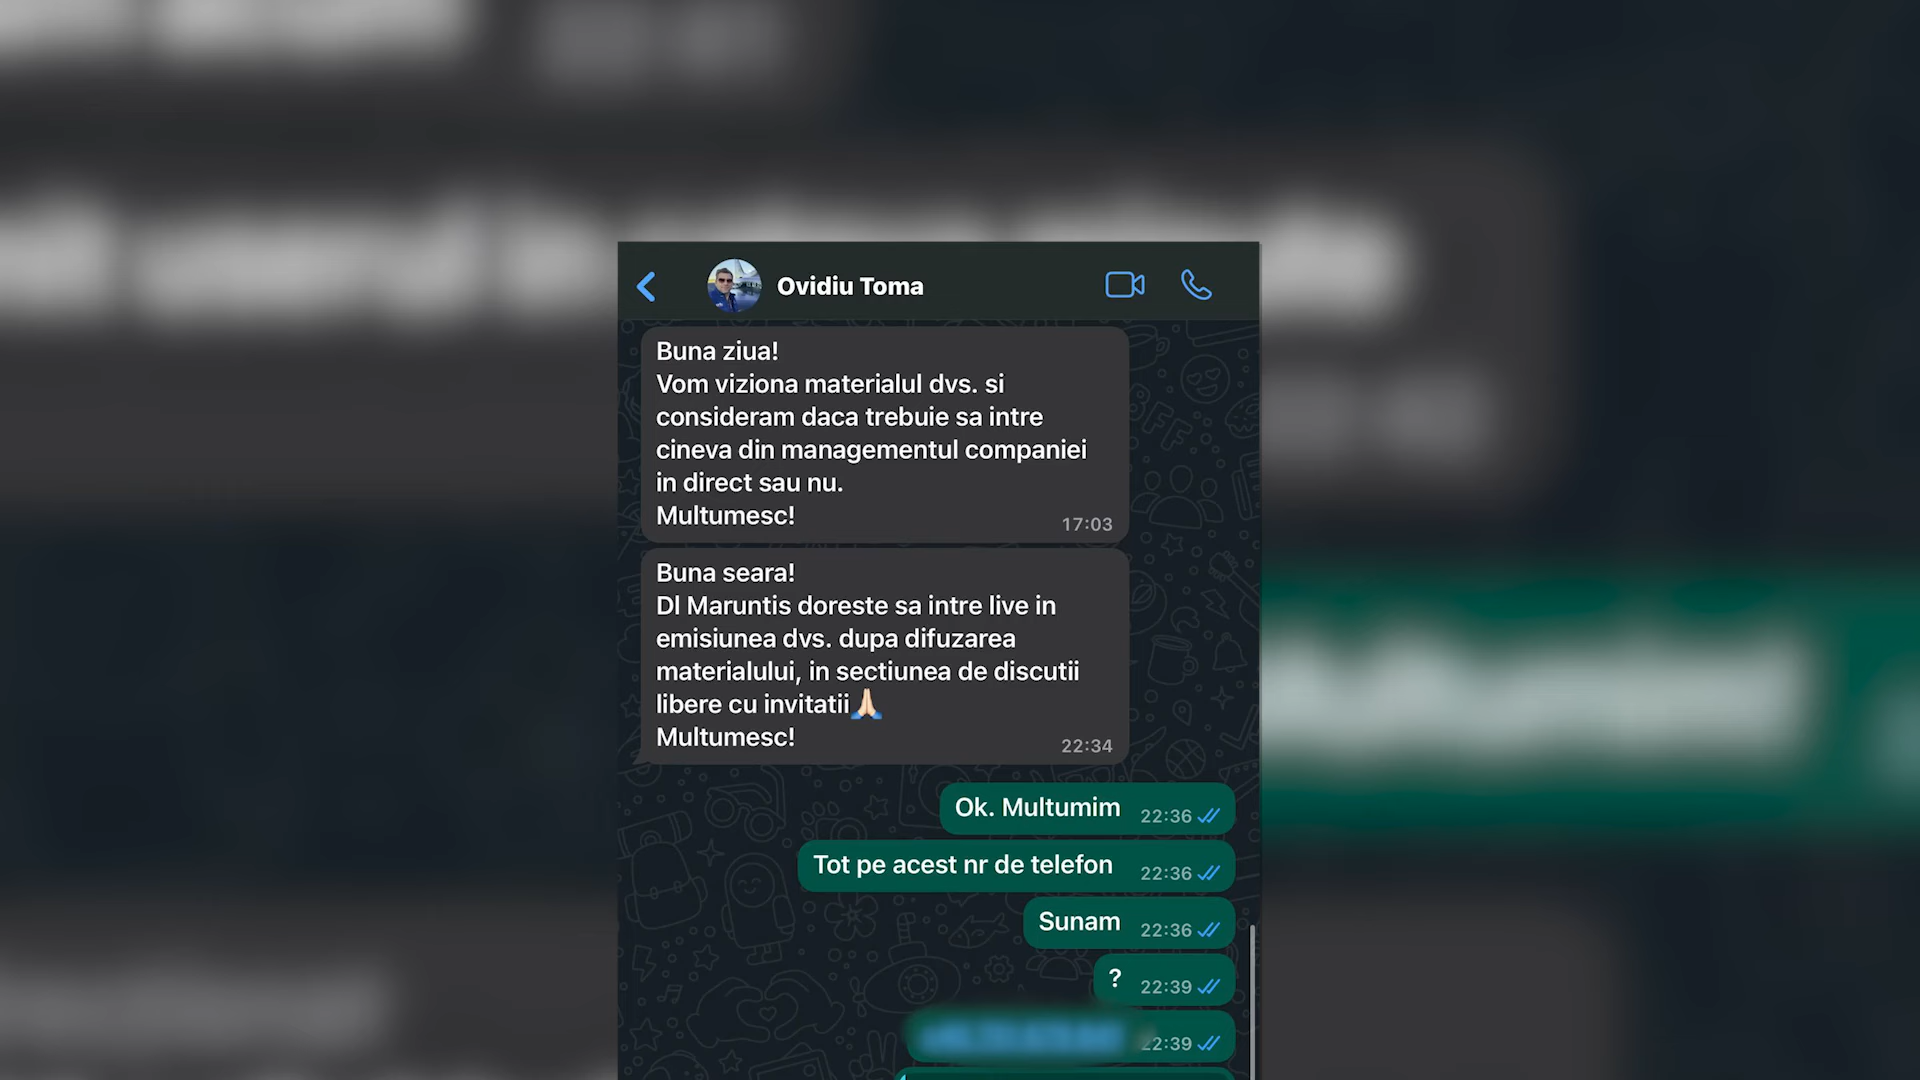 Ovidiu Toma
Buna ziua!
Vom viziona materialul dvs. si
consideram daca trebuie sa intre
cineva din managementul companiei
in direct sau nu.
Multumesc!
17:03
Buna seara!
Dl Maruntis doreste sa intre live in
emisiunea dvs. dupa difuzarea
materialului, in sectiunea de discutii
libere cu invitatii🙏🏻
Multumesc!
22:34
Ok. Multumim 22:36
Tot pe acest nr de telefon 22:36
Sunam 22:36
? 22:39
22:39